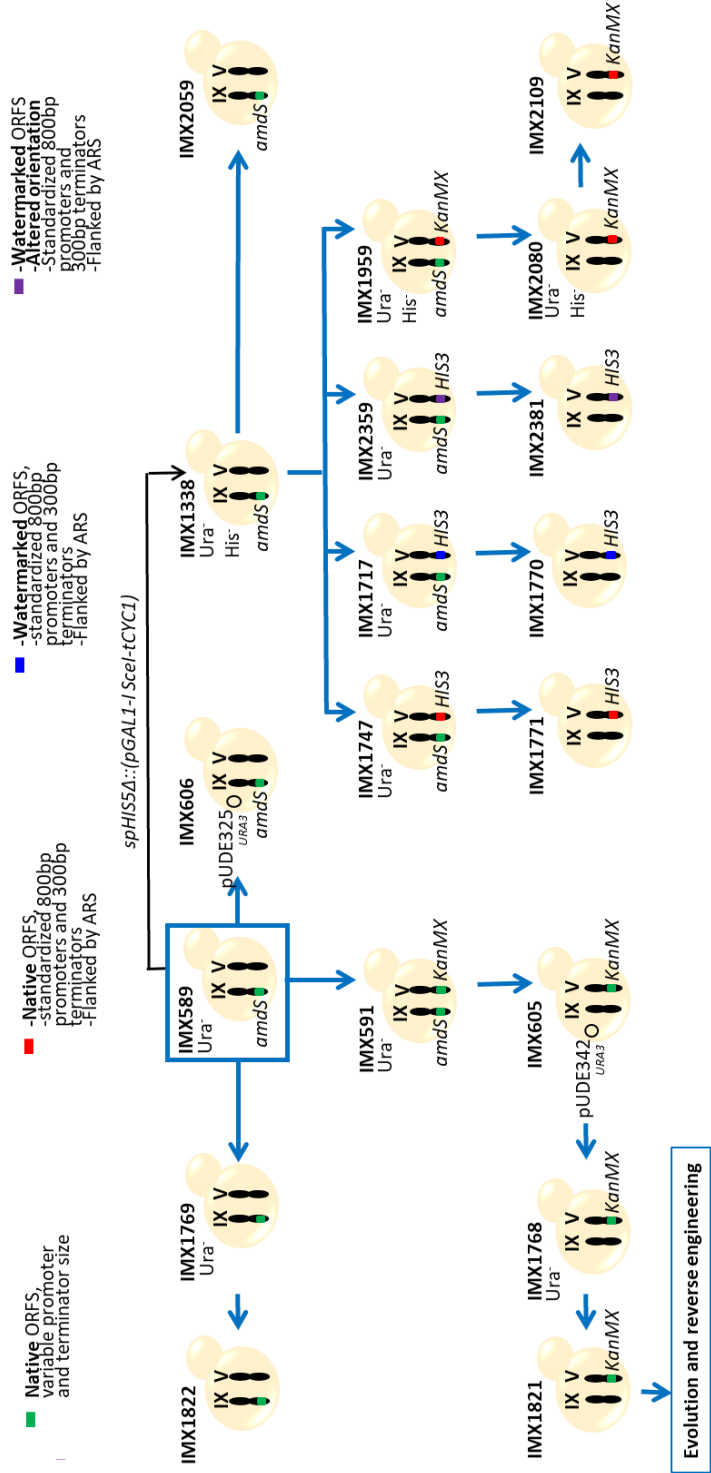 Native ORFS,
variable promoter
and terminator size
-Native ORFS,
-standardized 800bp
promoters and 300bp
terminators
-Flanked by ARS
-Watermarked ORFS,
-standardized 800bp
promoters and 300bp
terminators
-Flanked by ARS
-Watermarked ORFS
-Altered orientation
-Standardized 800bp
promoters and
300bp terminators
-Flanked by ARS
spHIS5Δ::(pGAL1-I SceI-tCYC1)
IMX1822
IX V
IMX1769
Ura-
IX V
IMX589
Ura-
IX V
amdS
IMX606
pUDE325
URA3
IX V
amdS
IMX1338
Ura-
His-
IX V
amdS
IMX2059
IX V
amdS
IMX591
Ura-
IX V
amdS
KanMX
IMX1747
Ura-
IX V
amdS
HIS3
IMX1717
Ura-
IX V
amdS
HIS3
IMX2359
Ura-
IX V
amdS
HIS3
IMX1959
Ura-
His-
IX V
amdS
KanMX
IMX1821
IX V
KanMX
IMX1768
Ura-
IX V
KanMX
IMX605
pUDE342
URA3
IX V
KanMX
IMX1771
IX V
HIS3
IMX1770
IX V
HIS3
IMX2381
IX V
HIS3
IMX2080
Ura-
His-
IX V
KanMX
IMX2109
IX V
KanMX
Evolution and reverse engineering